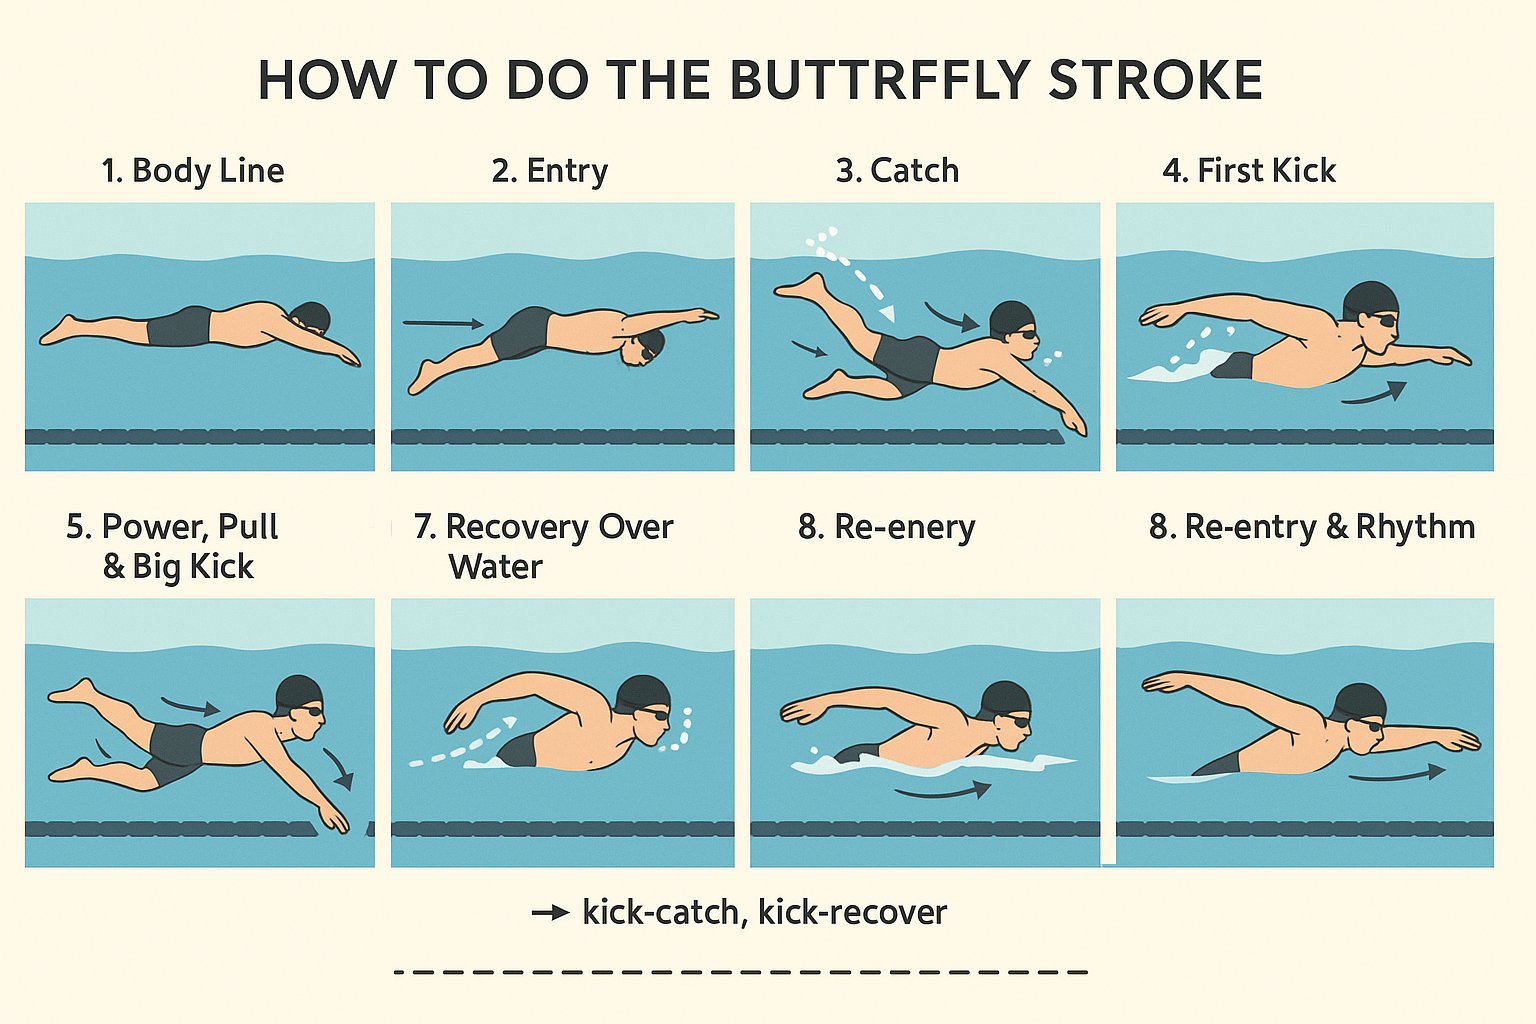 HOW TO DO THE BUTTRFFLY STROKE
1. Body Line
2. Entry
3. Catch
4. First Kick
5. Power, Pull
& Big Kick
7. Recovery Over
Water
8. Re-enery
8. Re-entry & Rhythm
kick-catch, kick-recover